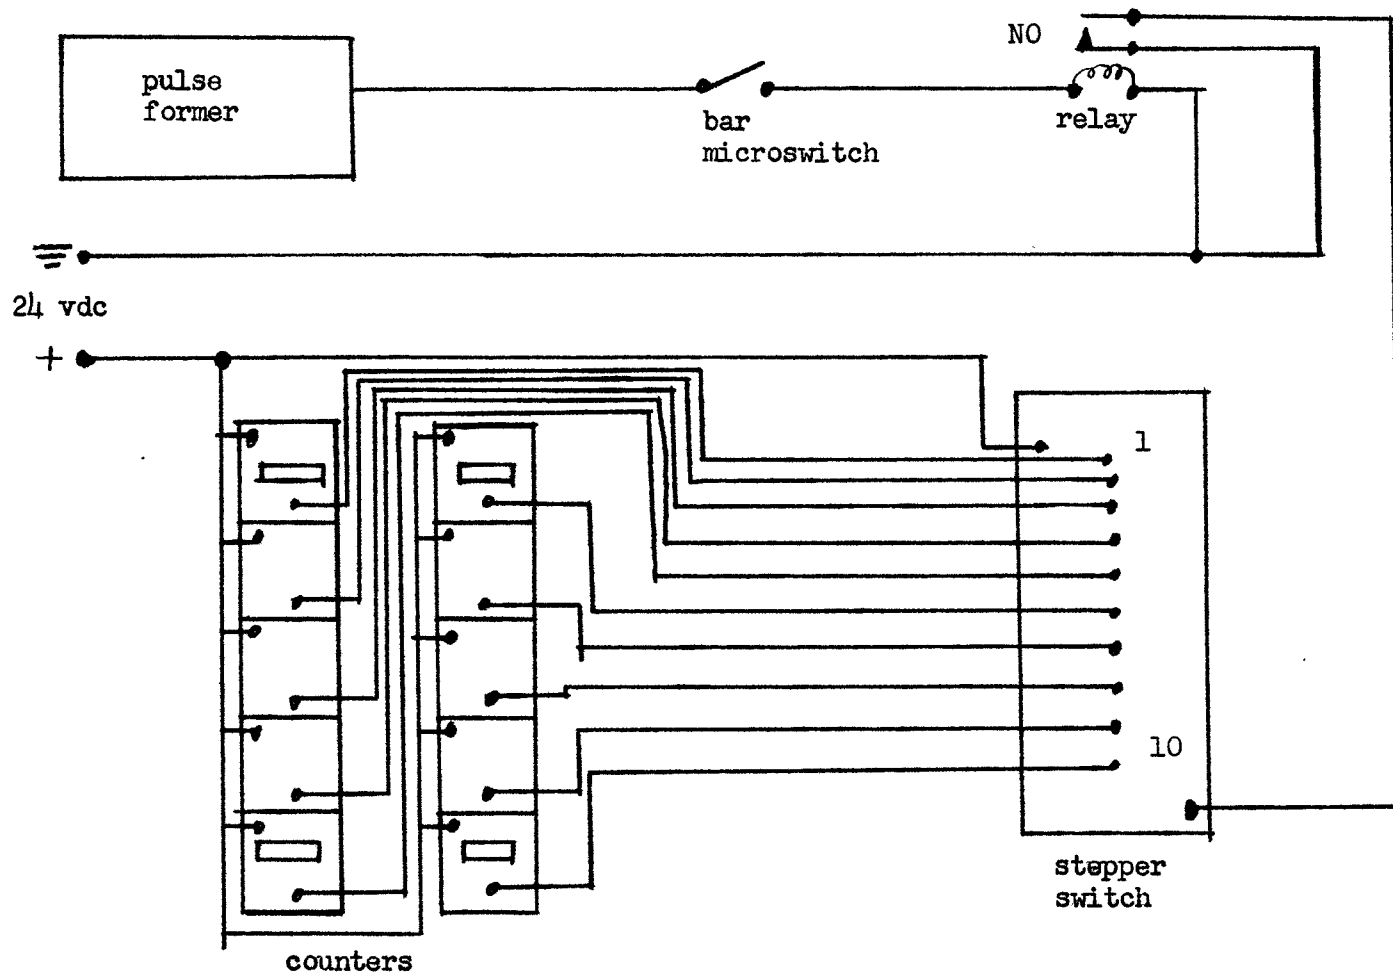 NO
pulse
former
bar
microswitch
relay
24 vdc
+
1
10
stepper
switch
counters